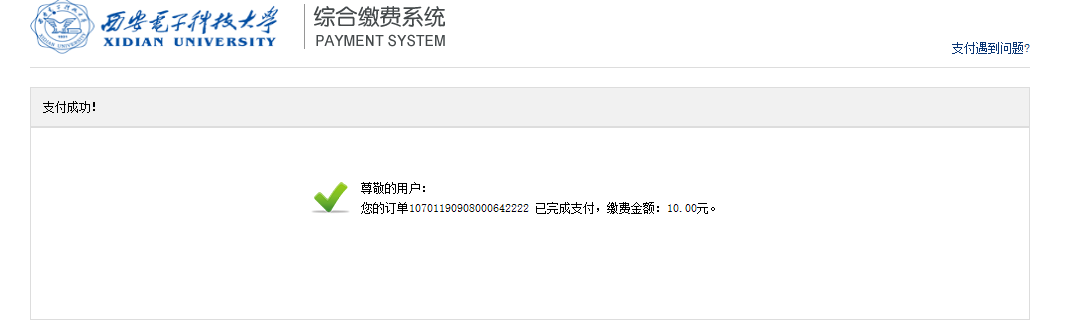 西安電子科技大学
XIDIAN UNIVERSITY
综合缴费系统
PAYMENT SYSTEM
支付遇到问题?
支付成功!
尊敬的用户:
您的订单10701190908000642222 已完成支付，缴费金额：10.00元。